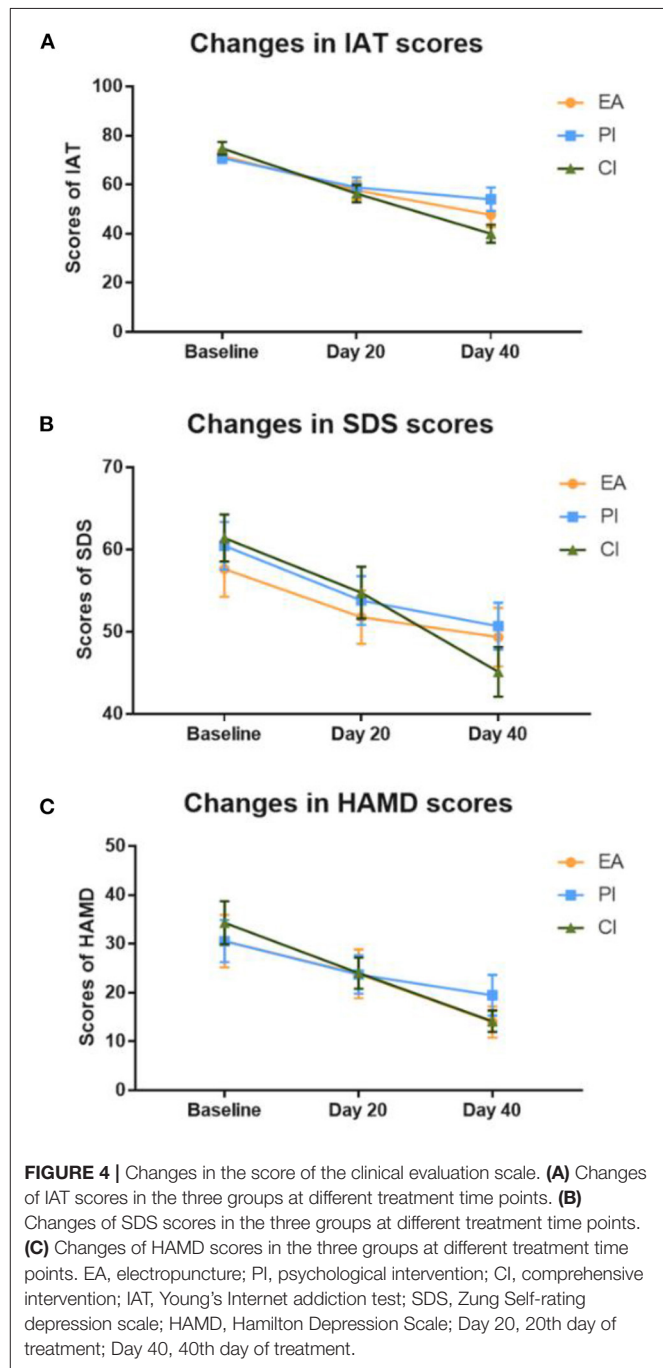 A
Changes in IAT scores
Scores of IAT
100
80
60
40
20
0
Baseline
Day 20
Day 40
EA
PI
CI
B
Changes in SDS scores
Scores of SDS
70
60
50
40
Baseline
Day 20
Day 40
EA
PI
CI
C
Changes in HAMD scores
Scores of HAMD
50
40
30
20
10
0
Baseline
Day 20
Day 40
EA
PI
CI
FIGURE 4 | Changes in the score of the clinical evaluation scale. (A) Changes
of IAT scores in the three groups at different treatment time points. (B)
Changes of SDS scores in the three groups at different treatment time points.
(C) Changes of HAMD scores in the three groups at different treatment time
points. EA, electropuncture; PI, psychological intervention; CI, comprehensive
intervention; IAT, Young's Internet addiction test; SDS, Zung Self-rating
depression scale; HAMD, Hamilton Depression Scale; Day 20, 20th day of
treatment; Day 40, 40th day of treatment.